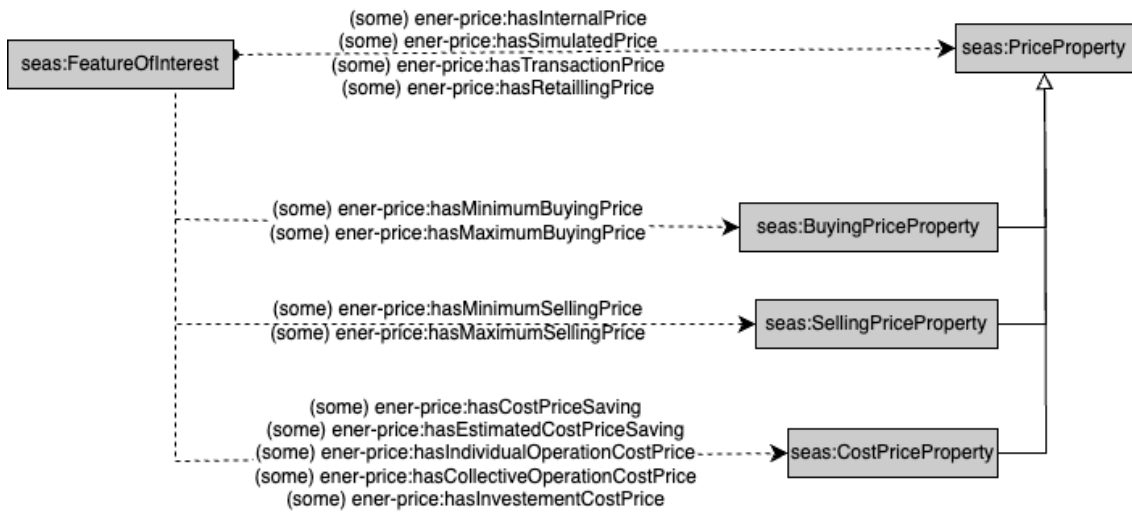 (some) ener-price:hasInternalPrice
(some) ener-price:hasSimulatedPrice
(some) ener-price:hasTransactionPrice
(some) ener-price:hasRetaillingPrice
seas:FeatureOfInterest
seas:PriceProperty
(some) ener-price:hasMinimumBuyingPrice
(some) ener-price:hasMaximumBuyingPrice
seas:BuyingPriceProperty
(some) ener-price:hasMinimumSellingPrice
(some) ener-price:hasMaximumSellingPrice
seas:SellingPriceProperty
(some) ener-price:hasCostPriceSaving
(some) ener-price:hasEstimatedCostPriceSaving
(some) ener-price:hasIndividualOperationCostPrice
(some) ener-price:hasCollectiveOperationCostPrice
(some) ener-price:hasInvestementCostPrice
seas:CostPriceProperty